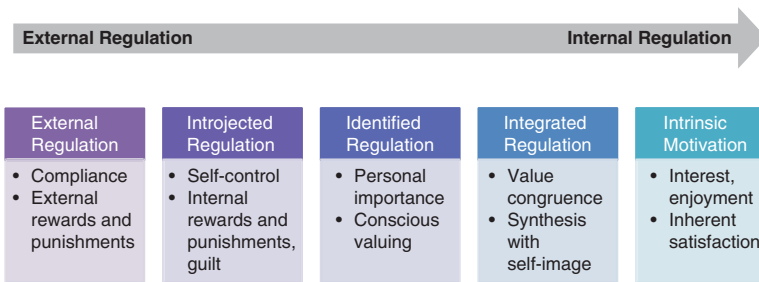 External Regulation
Internal Regulation
External
Regulation
• Compliance
• External
rewards and
punishments
Introjected
Regulation
• Self-control
• Internal
rewards and
punishments,
guilt
Identified
Regulation
• Personal
importance
• Conscious
valuing
Integrated
Regulation
• Value
congruence
• Synthesis
with
self-image
Intrinsic
Motivation
• Interest,
enjoyment
• Inherent
satisfaction